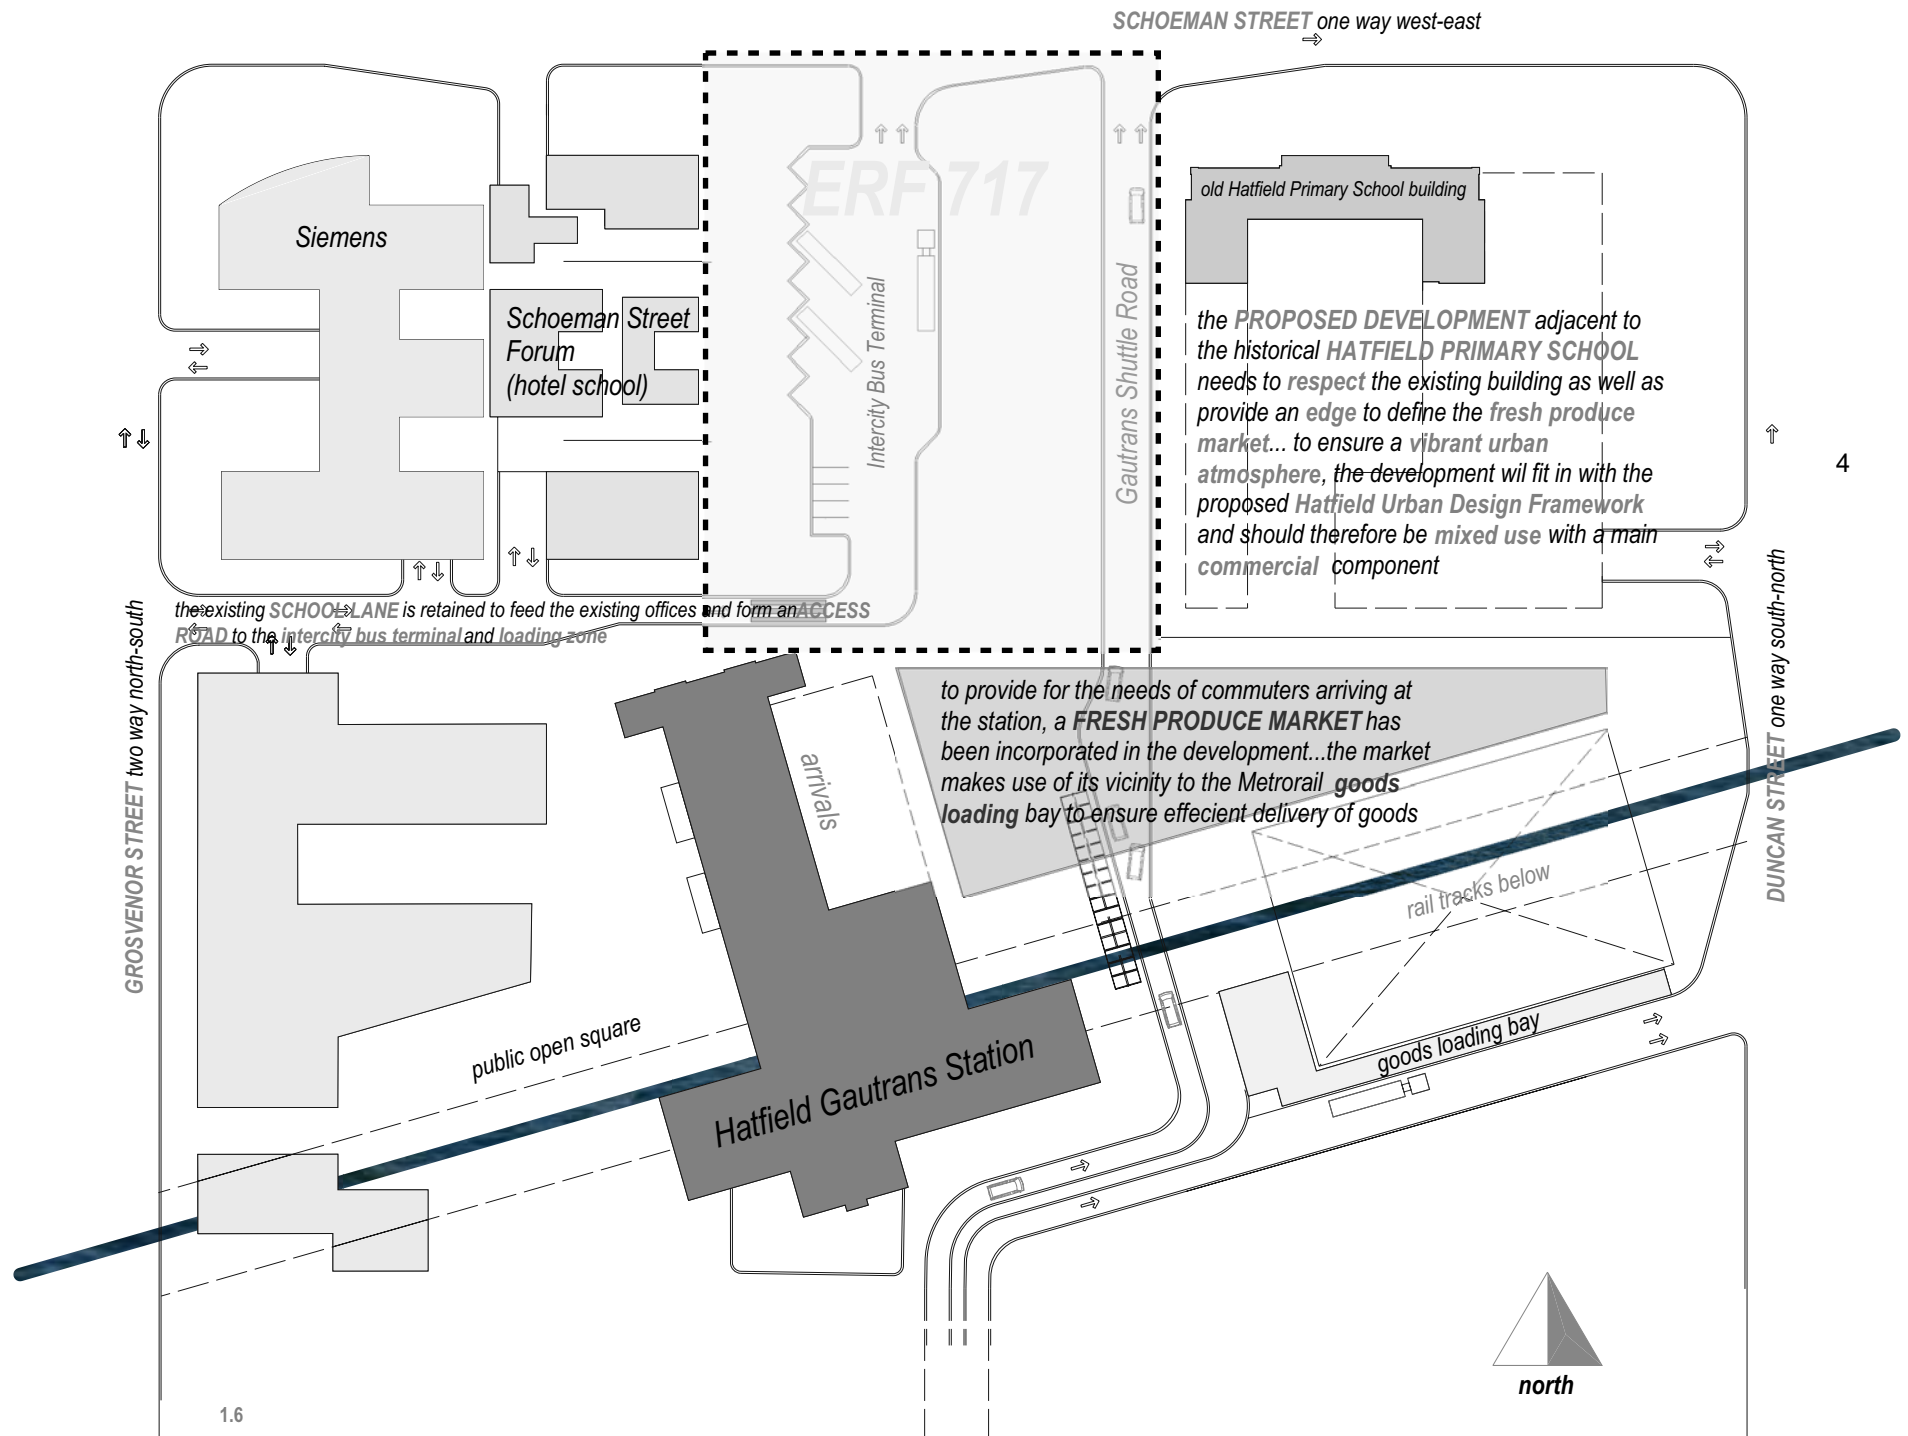 SCHOEMAN STREET one way west-east
ERF 717
old Hatfield Primary School building
Siemens
Schoeman Street
Forum
(hotel school)
Intercity Bus Terminal
Gautrans Shuttle Road
the PROPOSED DEVELOPMENT adjacent to
the historical HATFIELD PRIMARY SCHOOL
needs to respect the existing building as well as
provide an edge to define the fresh produce
market... to ensure a vibrant urban
atmosphere, the development wil fit in with the
proposed Hatfield Urban Design Framework
and should therefore be mixed use with a main
commercial component
4
the existing SCHOOL LANE is retained to feed the existing offices and form an ACCESS
ROAD to the intercity bus terminal and loading zone
GROSVENOR STREET two way north-south
DUNCAN STREET one way south-north
to provide for the needs of commuters arriving at
the station, a FRESH PRODUCE MARKET has
been incorporated in the development...the market
makes use of its vicinity to the Metrorail goods
loading bay to ensure effecient delivery of goods
arrivals
rail tracks below
public open square
Hatfield Gautrans Station
goods loading bay
north
1.6